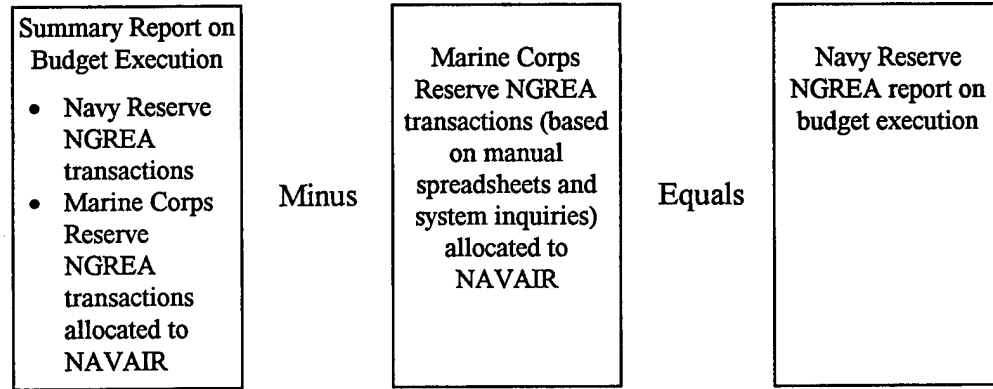 Summary Report on
Budget Execution
• Navy Reserve
NGREA
transactions
• Marine Corps
Reserve
NGREA
transactions
allocated to
NAVAIR
Minus
Marine Corps
Reserve NGREA
transactions (based
on manual
spreadsheets and
system inquiries)
allocated to
NAVAIR
Equals
Navy Reserve
NGREA report on
budget execution